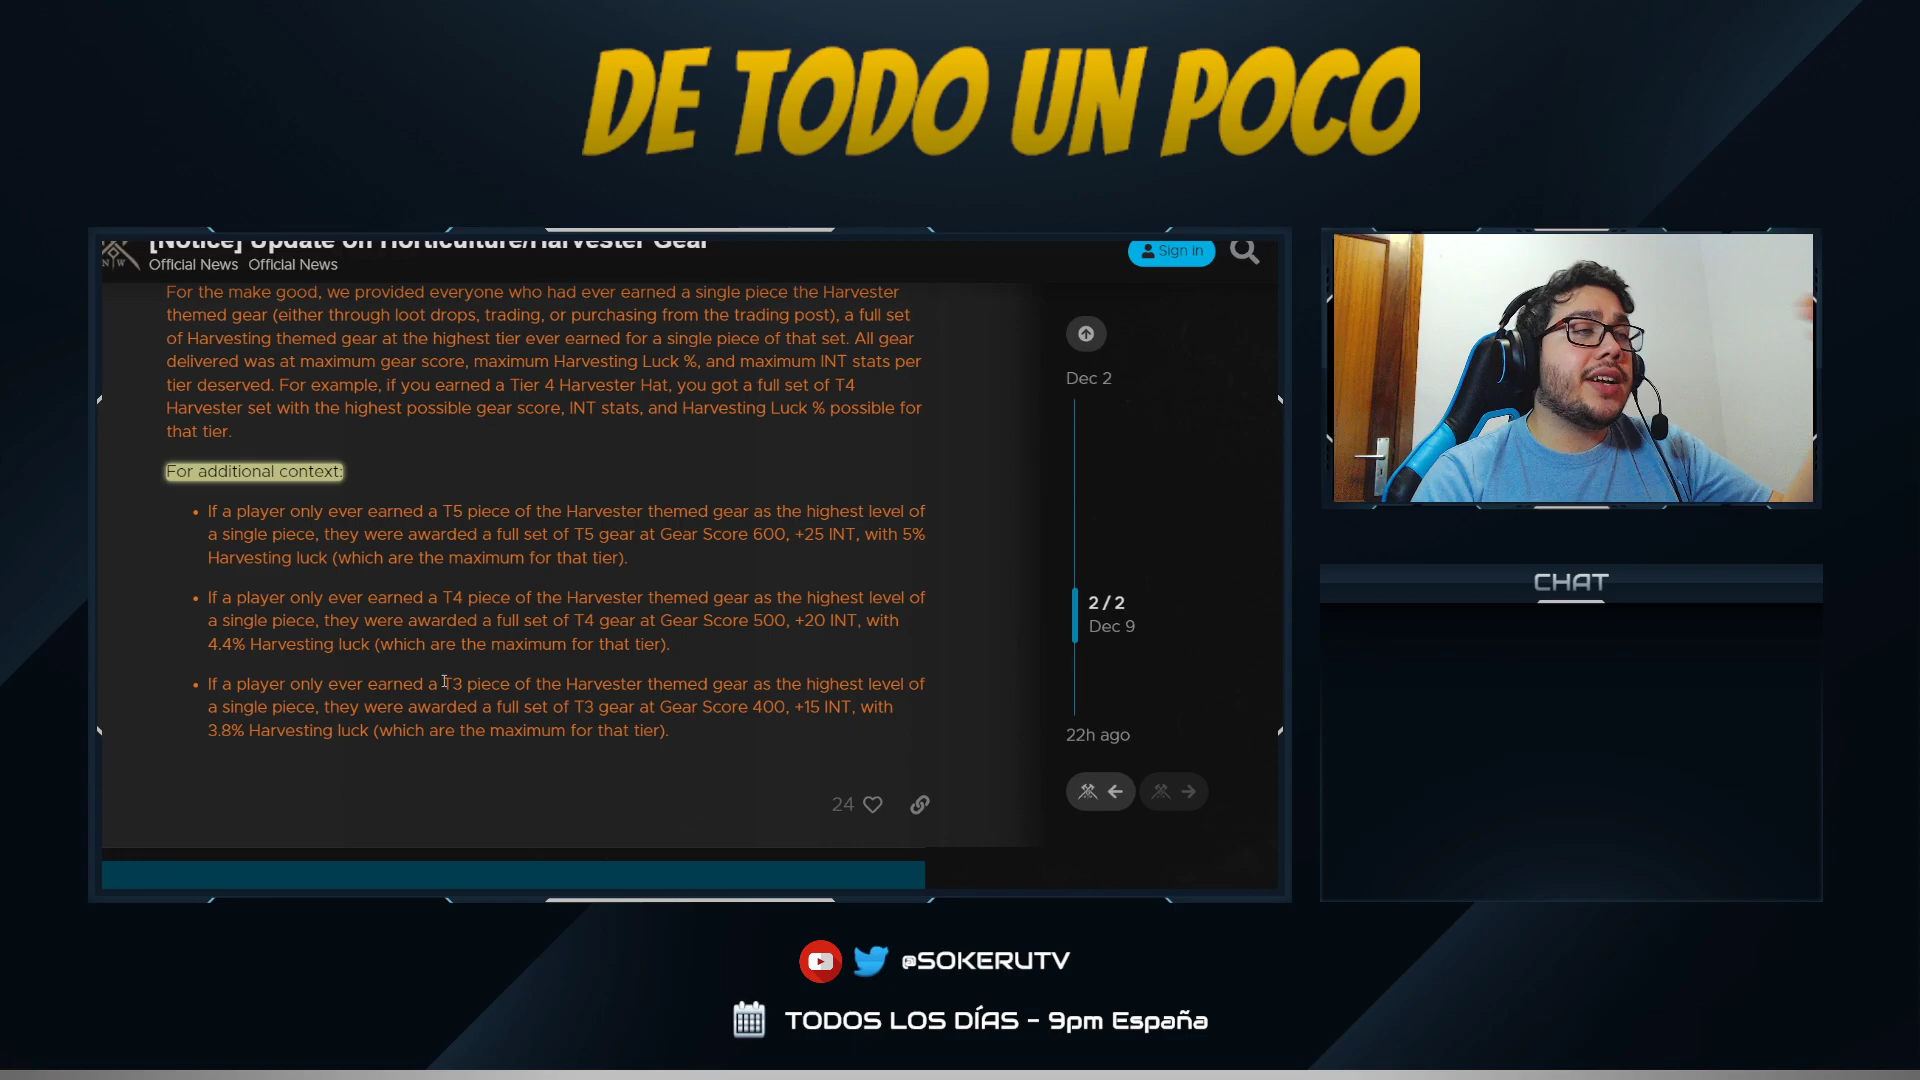 DE TODO UN POCO
[Notice] Update on Horticulture/Harvester Gear
N W
Official News Official News
Sign In
For the make good, we provided everyone who had ever earned a single piece the Harvester
themed gear (either through loot drops, trading, or purchasing from the trading post), a full set
of Harvesting themed gear at the highest tier ever earned for a single piece of that set. All gear
delivered was at maximum gear score, maximum Harvesting Luck %, and maximum INT stats per
tier deserved. For example, if you earned a Tier 4 Harvester Hat, you got a full set of T4
Harvester set with the highest possible gear score, INT stats, and Harvesting Luck % possible for
that tier.
For additional context:
• If a player only ever earned a T5 piece of the Harvester themed gear as the highest level of
a single piece, they were awarded a full set of T5 gear at Gear Score 600, +25 INT, with 5%
Harvesting luck (which are the maximum for that tier).
• If a player only ever earned a T4 piece of the Harvester themed gear as the highest level of
a single piece, they were awarded a full set of T4 gear at Gear Score 500, +20 INT, with
4.4% Harvesting luck (which are the maximum for that tier).
• If a player only ever earned a T3 piece of the Harvester themed gear as the highest level of
a single piece, they were awarded a full set of T3 gear at Gear Score 400, +15 INT, with
3.8% Harvesting luck (which are the maximum for that tier).
24
Dec 2
2 / 2
Dec 9
22h ago
CHAT
@SOKERUTV
TODOS LOS DÍAS - 9pm España